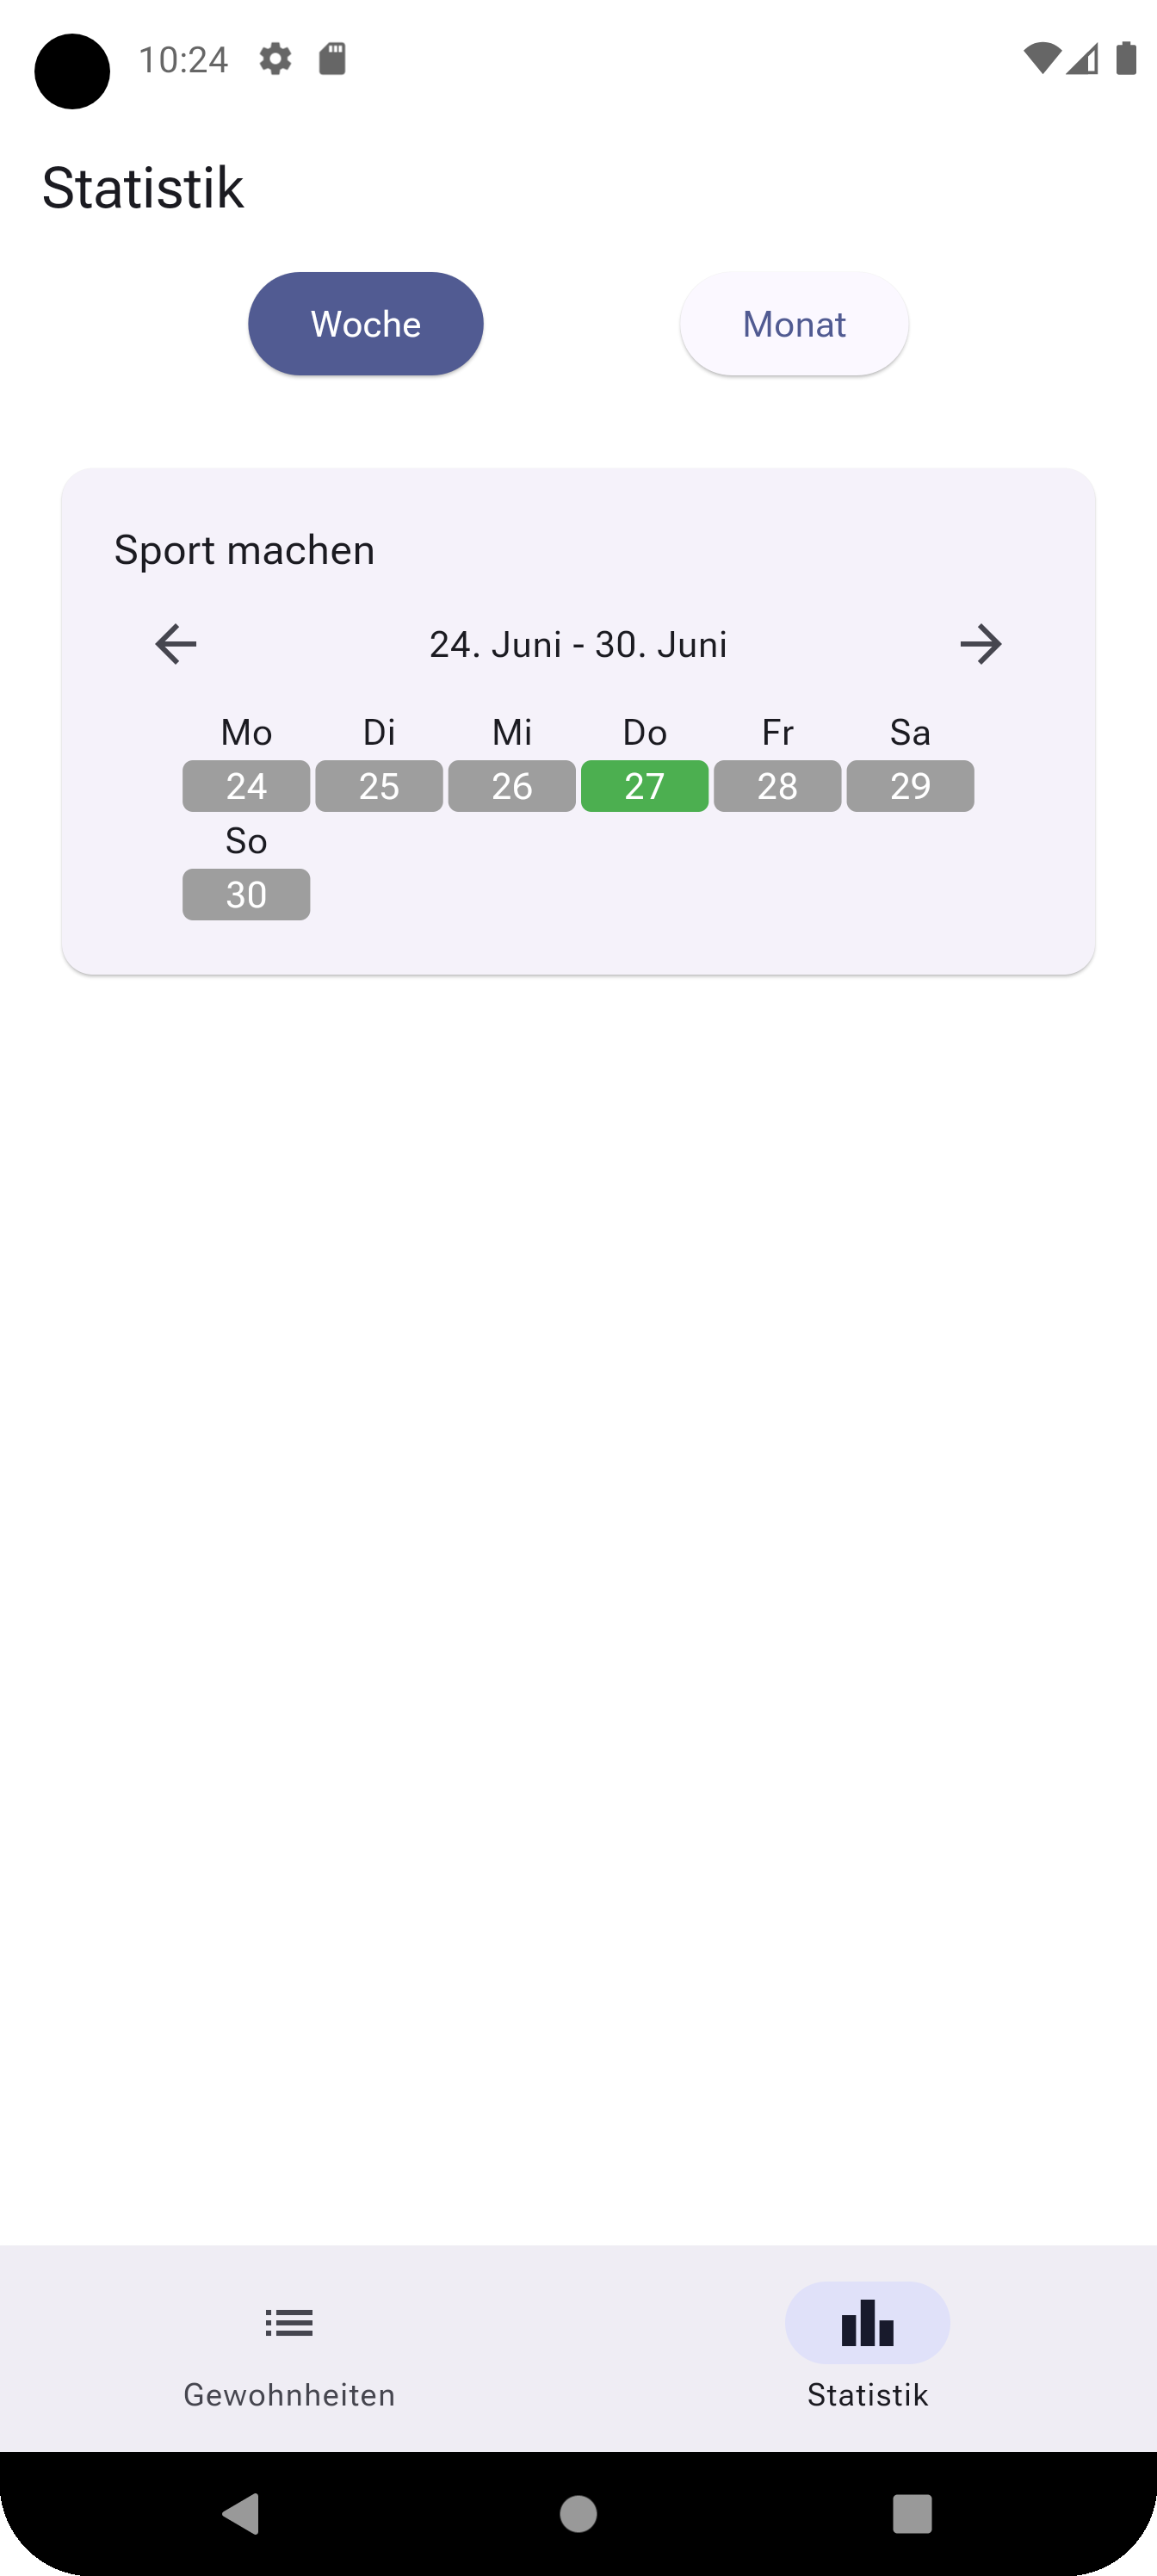 10:24
Statistik
Woche Monat
Sport machen
24. Juni - 30. Juni
Mo Di Mi Do Fr Sa
24 25 26 27 28 29
So
30
Gewohnheiten Statistik